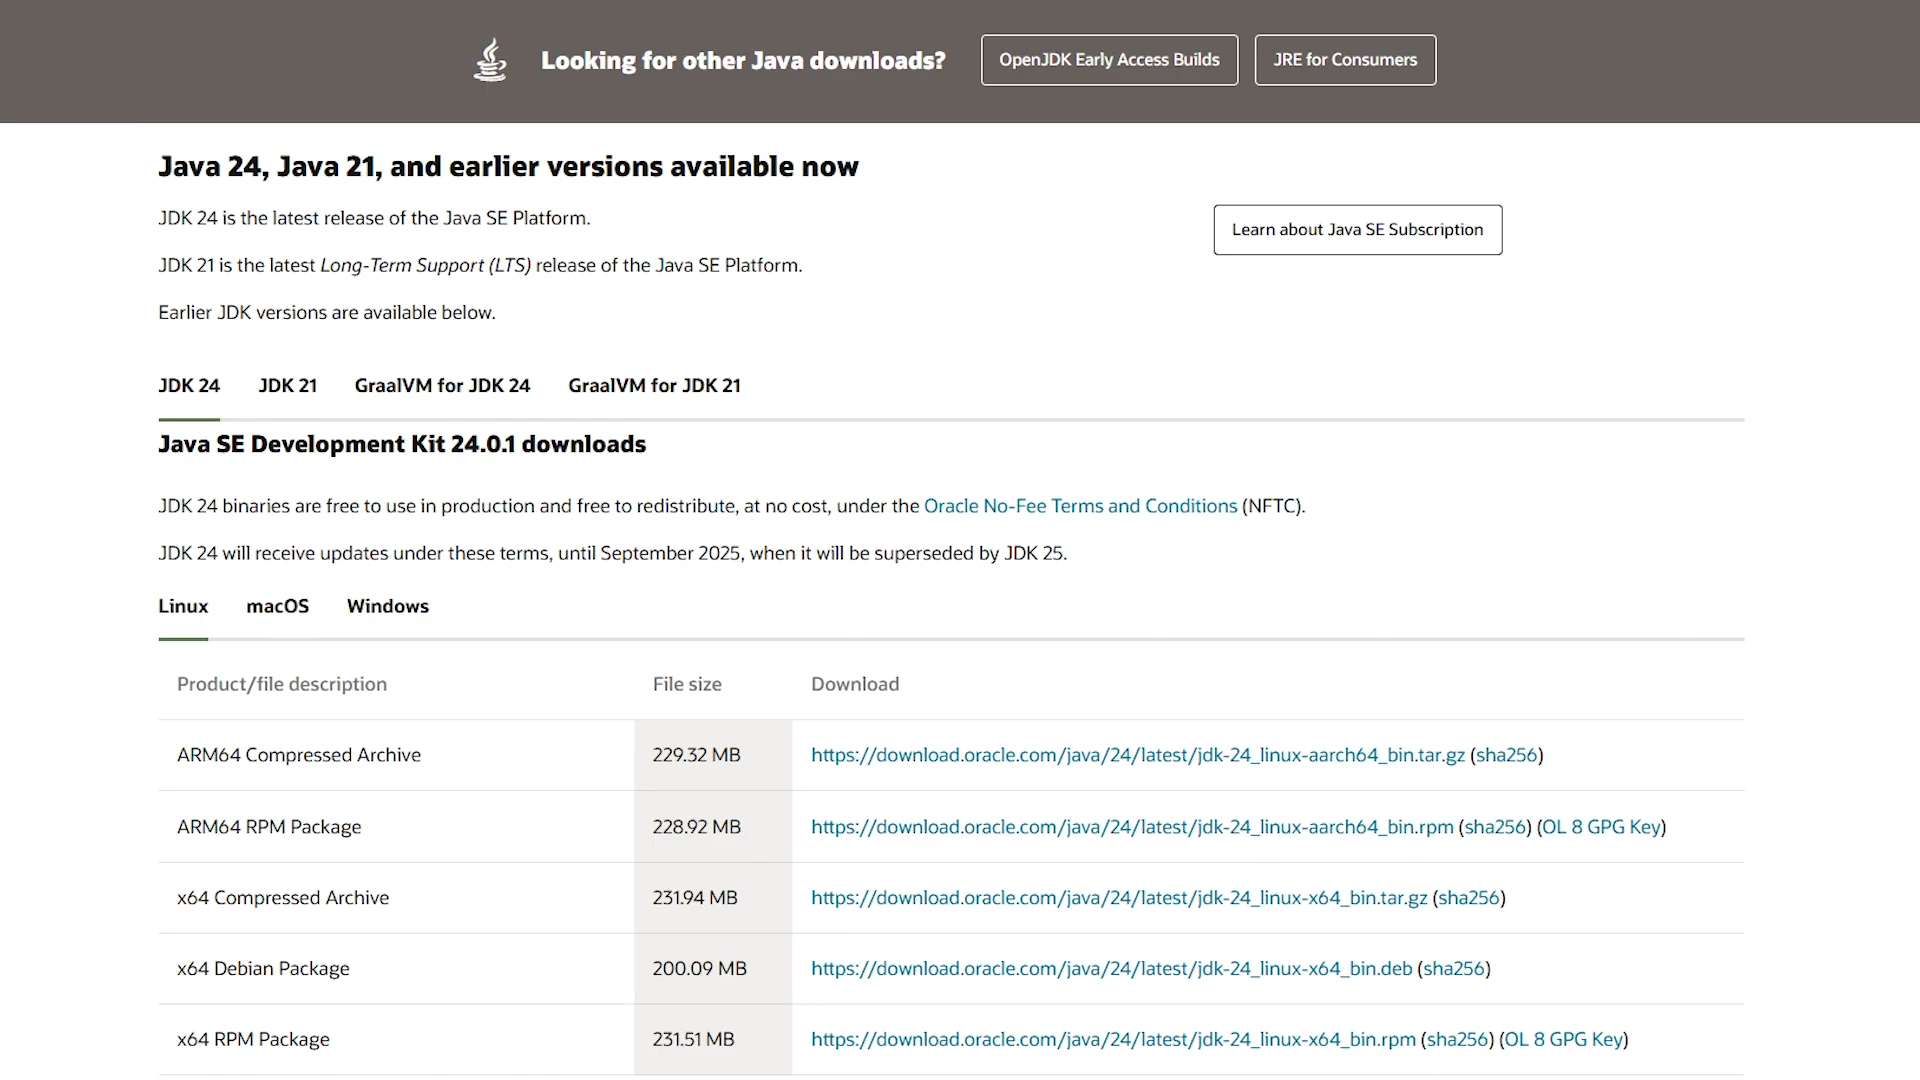 Looking for other Java downloads?
OpenJDK Early Access Builds
JRE for Consumers
Java 24, Java 21, and earlier versions available now
JDK 24 is the latest release of the Java SE Platform.
Learn about Java SE Subscription
JDK 21 is the latest Long-Term Support (LTS) release of the Java SE Platform.
Earlier JDK versions are available below.
JDK 24 JDK 21 GraalVM for JDK 24 GraalVM for JDK 21
Java SE Development Kit 24.0.1 downloads
JDK 24 binaries are free to use in production and free to redistribute, at no cost, under the Oracle No-Fee Terms and Conditions (NFTC).
JDK 24 will receive updates under these terms, until September 2025, when it will be superseded by JDK 25.
Linux macOS Windows
Product/file description File size Download
ARM64 Compressed Archive 229.32 MB https://download.oracle.com/java/24/latest/jdk-24_linux-aarch64_bin.tar.gz (sha256)
ARM64 RPM Package 228.92 MB https://download.oracle.com/java/24/latest/jdk-24_linux-aarch64_bin.rpm (sha256) (OL 8 GPG Key)
x64 Compressed Archive 231.94 MB https://download.oracle.com/java/24/latest/jdk-24_linux-x64_bin.tar.gz (sha256)
x64 Debian Package 200.09 MB https://download.oracle.com/java/24/latest/jdk-24_linux-x64_bin.deb (sha256)
x64 RPM Package 231.51 MB https://download.oracle.com/java/24/latest/jdk-24_linux-x64_bin.rpm (sha256) (OL 8 GPG Key)